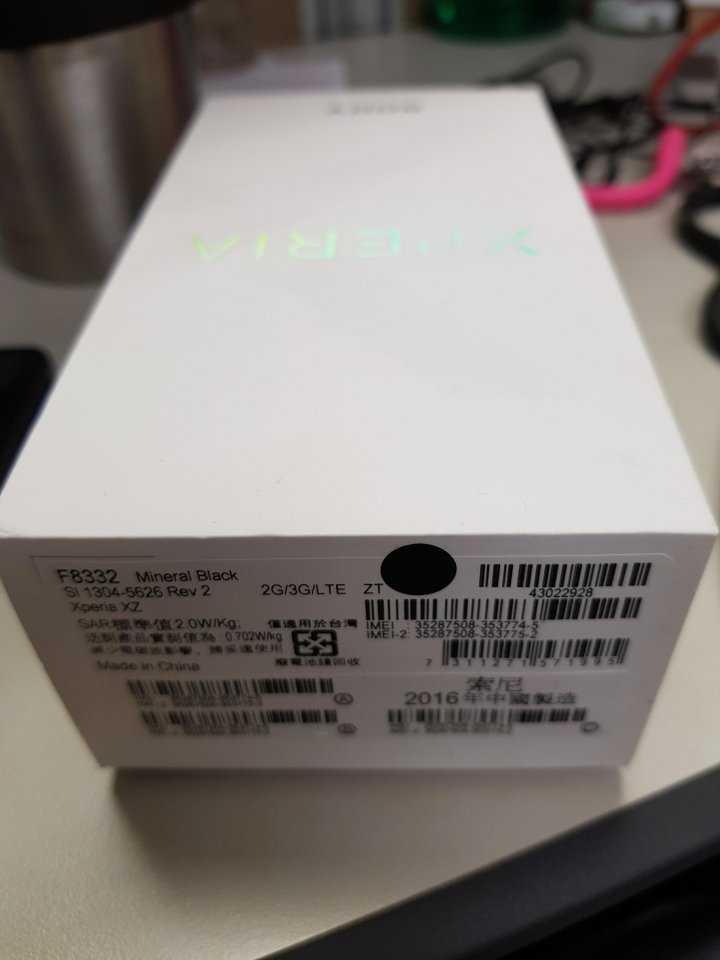 XPERIA
F8332 Mineral Black
SI 1304-5626 Rev 2 2G/3G/LTE ZT
43022928
Xperia XZ
SAR標準值2.0W/Kg; 僅適用於台灣
送測產品實測值為：0.702W/kg
減少電磁波影響，請妥適使用
廢電池請回收
IMEI : 35287508-353774-5
IMEI-2: 35287508-353775-2
7 311271 571995
Made in China
索尼
2016年中國製造